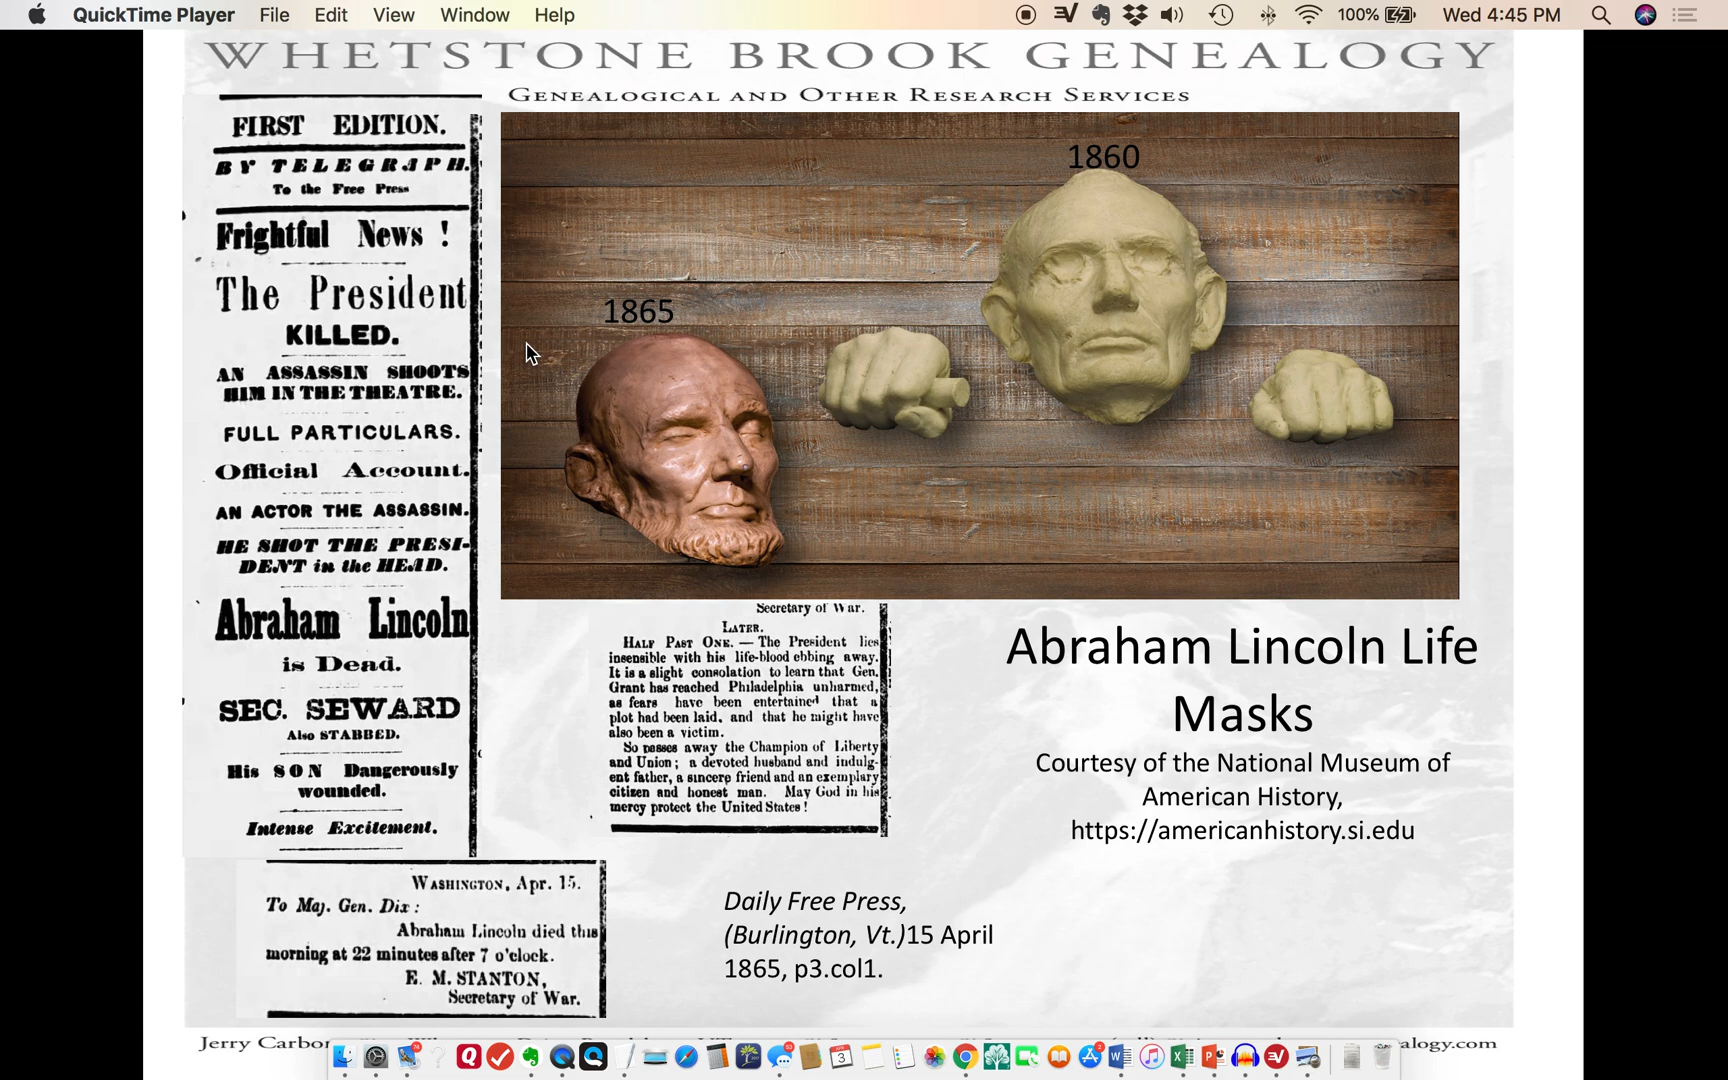 QuickTime Player File Edit View Window Help 100% Wed 4:45 PM
WHETSTONE BROOK GENEALOGY
GENEALOGICAL AND OTHER RESEARCH SERVICES
FIRST EDITION.
BY TELEGRAPH.
To the Free Press
Frightful News !
The President
KILLED.
AN ASSASSIN SHOOTS
HIM IN THE THEATRE.
FULL PARTICULARS.
Official Account.
AN ACTOR THE ASSASSIN.
HE SHOT THE PRESI-
DENT in the HEAD.
Abraham Lincoln
is Dead.
SEC. SEWARD
Also STABBED.
His SON Dangerously
wounded.
Intense Excitement.
1860
1865
Secretary of War.
LATER.
HALF PAST ONE. — The President lies
insensible with his life-blood ebbing away.
It is a slight consolation to learn that Gen.
Grant has reached Philadelphia unharmed,
as fears have been entertained that a
plot had been laid, and that he might have
also been a victim.
So passes away the Champion of Liberty
and Union ; a devoted husband and indulg-
ent father, a sincere friend and an exemplary
citizen and honest man. May God in his
mercy protect the United States !
Abraham Lincoln Life
Masks
Courtesy of the National Museum of
American History,
https://americanhistory.si.edu
WASHINGTON, Apr. 15.
To Maj. Gen. Dix :
Abraham Lincoln died this
morning at 22 minutes after 7 o'clock.
E. M. STANTON,
Secretary of War.
Daily Free Press,
(Burlington, Vt.)15 April
1865, p3.col1.
Jerry Carbon
alogy.com